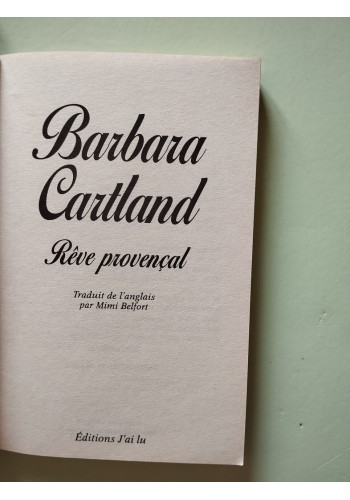 Barbara
Cartland
Rêve provençal
Traduit de l'anglais
par Mimi Belfort
Éditions J'ai lu